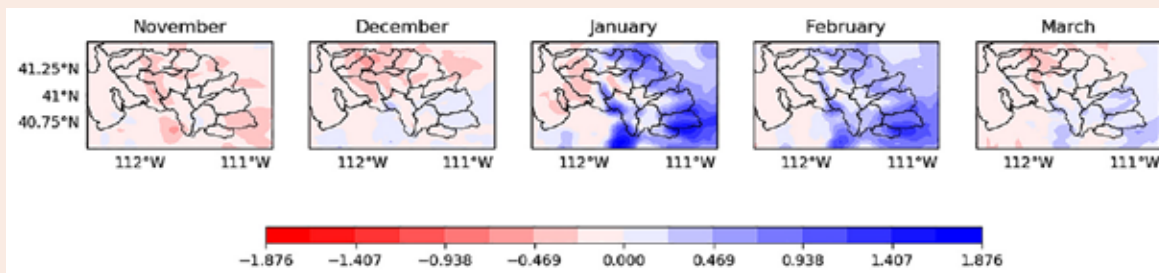 November December January February March
41.25°N
41°N
40.75°N
112°W 111°W 112°W 111°W 112°W 111°W 112°W 111°W 112°W 111°W
−1.876 −1.407 −0.938 −0.469 0.000 0.469 0.938 1.407 1.876